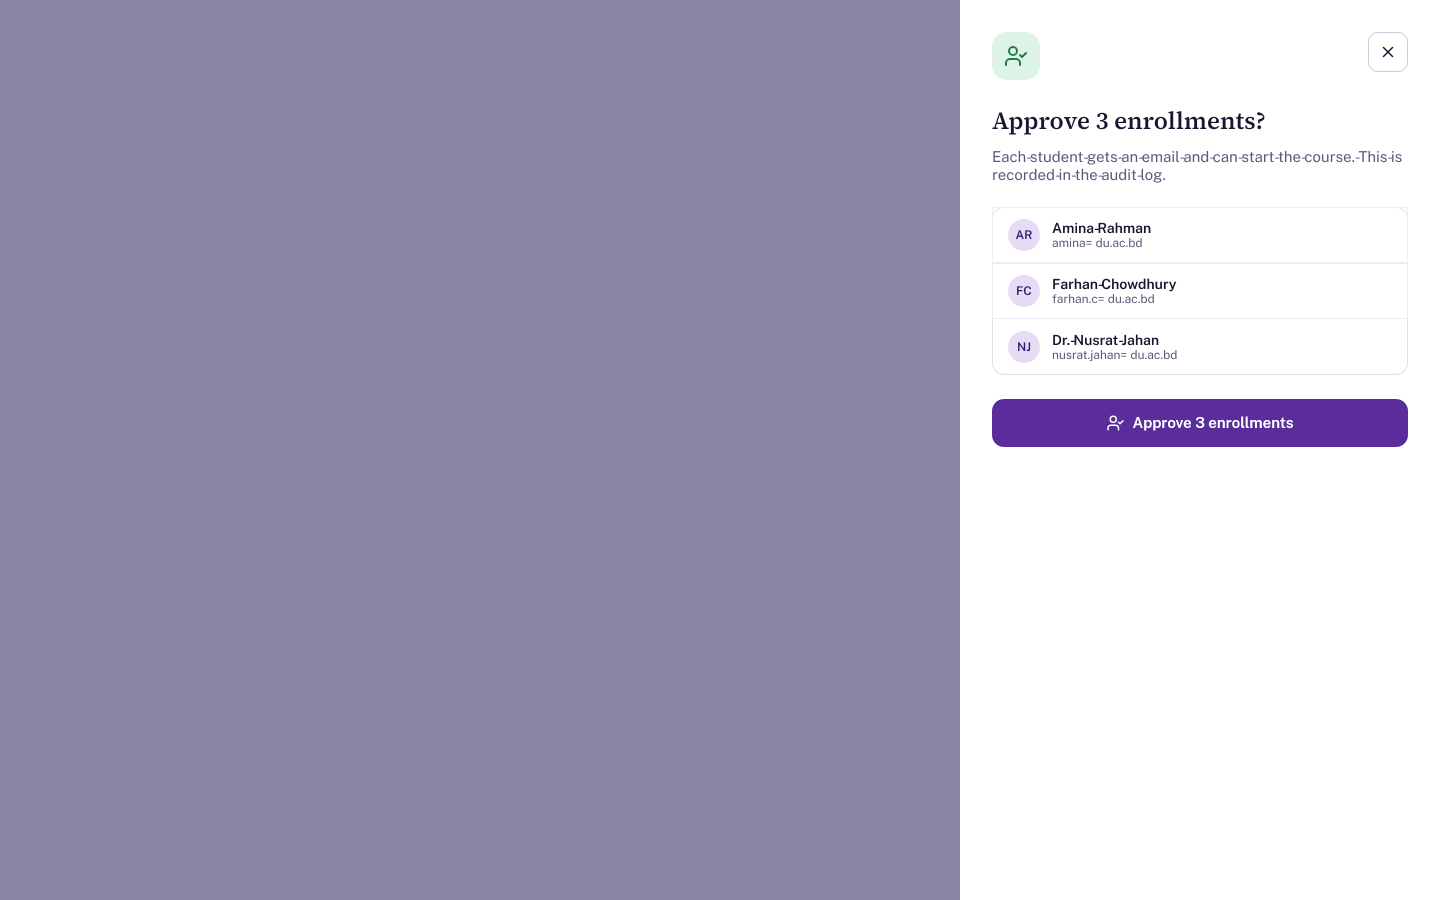 Approve 3 enrollments?
Each-student-gets-an-email-and-can-start-the-course.-This-is
recorded-in-the-audit-log.
AR
Amina-Rahman
amina= du.ac.bd
FC
Farhan-Chowdhury
farhan.c= du.ac.bd
NJ
Dr.-Nusrat-Jahan
nusrat.jahan= du.ac.bd
Approve 3 enrollments